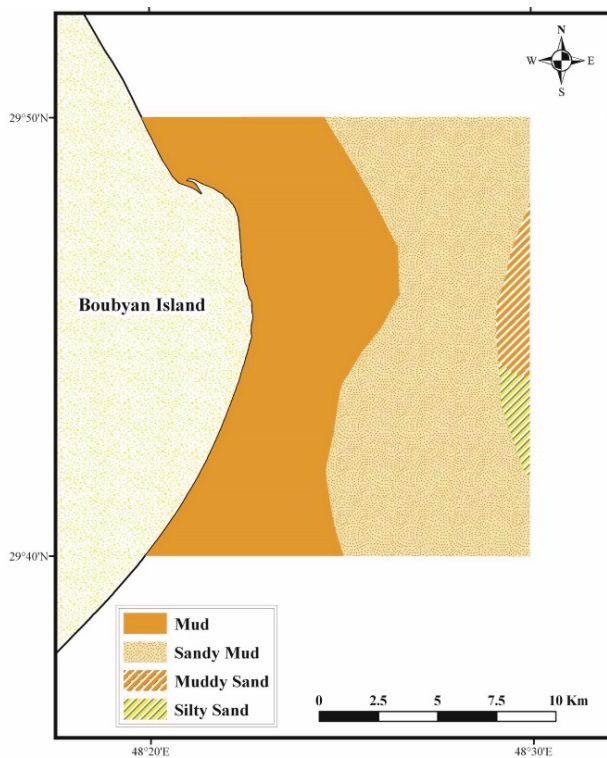 N
W E
S
29°50'N
Boubyan Island
29°40'N
Mud
Sandy Mud
Muddy Sand
Silty Sand
0 2.5 5 7.5 10 Km
48°20'E 48°30'E